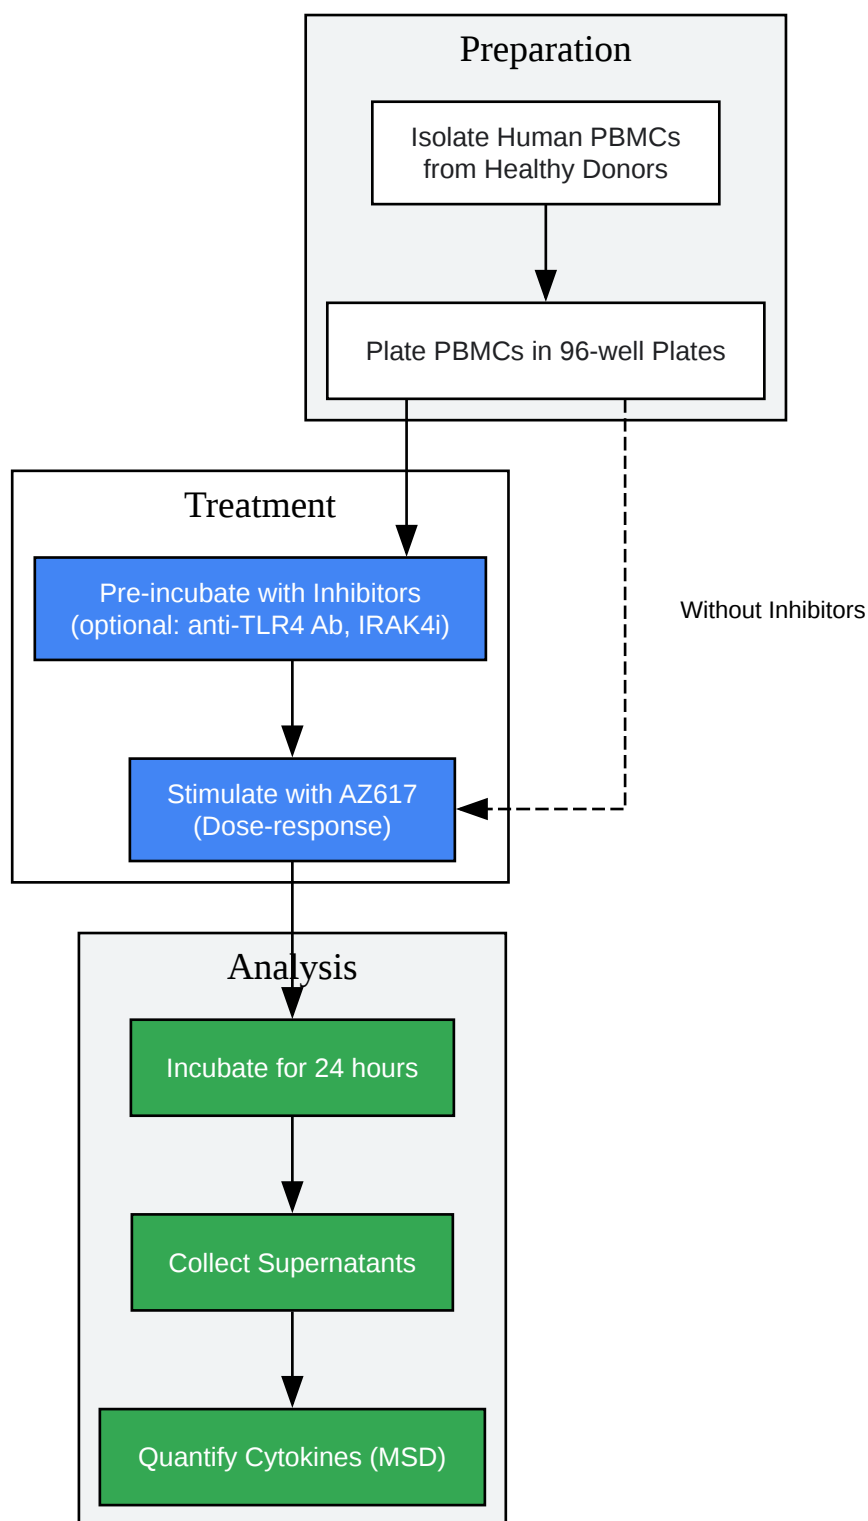 Preparation
Isolate Human PBMCs
from Healthy Donors
Plate PBMCs in 96-well Plates
Treatment
Pre-incubate with Inhibitors
(optional: anti-TLR4 Ab, IRAK4i)
Without Inhibitors
Stimulate with AZ617
(Dose-response)
Analysis
Incubate for 24 hours
Collect Supernatants
Quantify Cytokines (MSD)